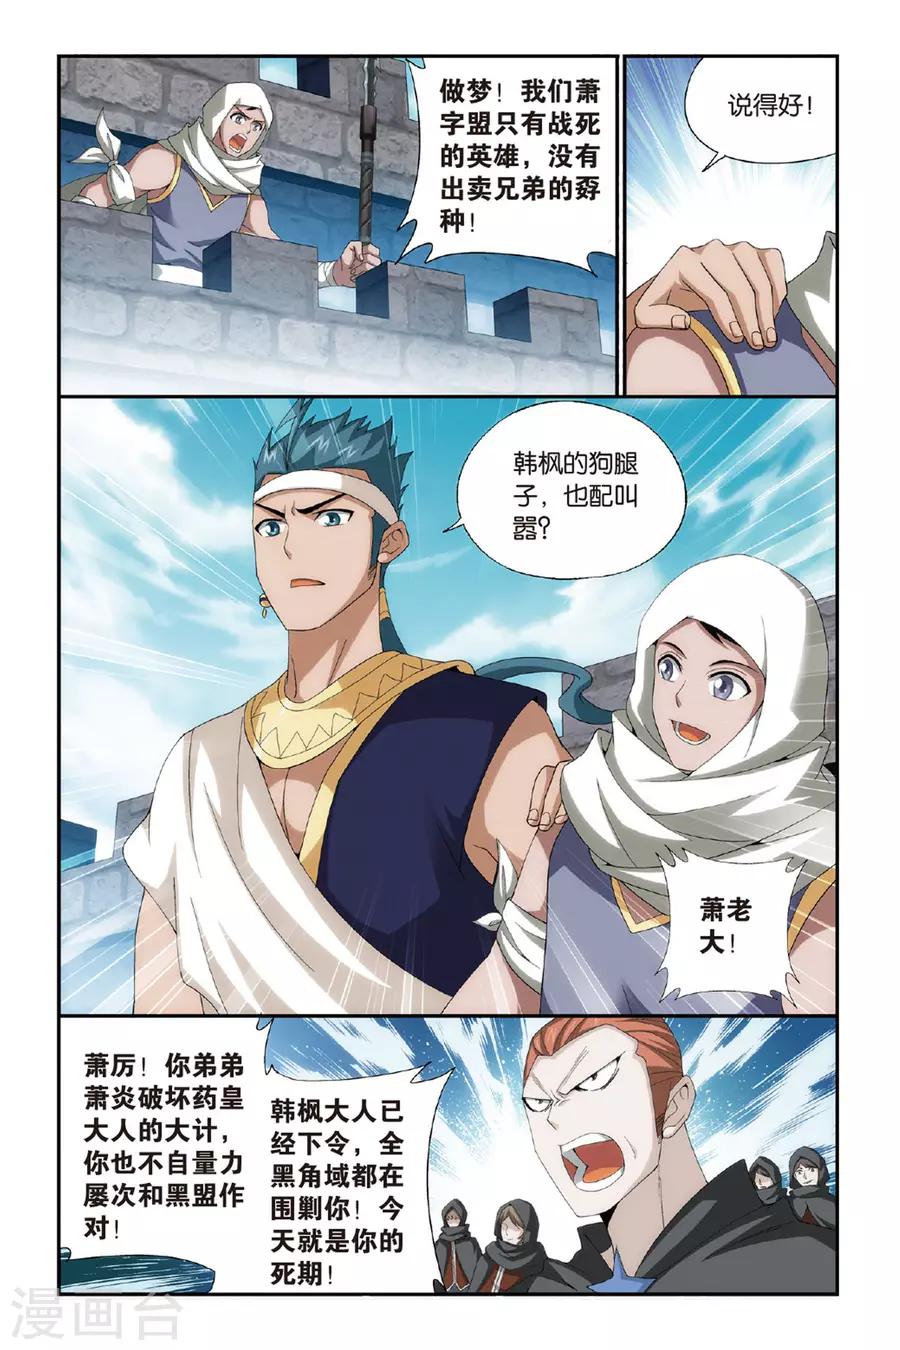 做梦！我们萧
字盟只有战死
的英雄，没有
出卖兄弟的孬
种！
说得好！
韩枫的狗腿
子，也配叫
嚣？
萧老
大！
萧厉！你弟弟
萧炎破坏药皇
大人的大计，
你也不自量力
屡次和黑盟作
对！
韩枫大人已
经下令，全
黑角域都在
围剿你！今
天就是你的
死期！
漫画台